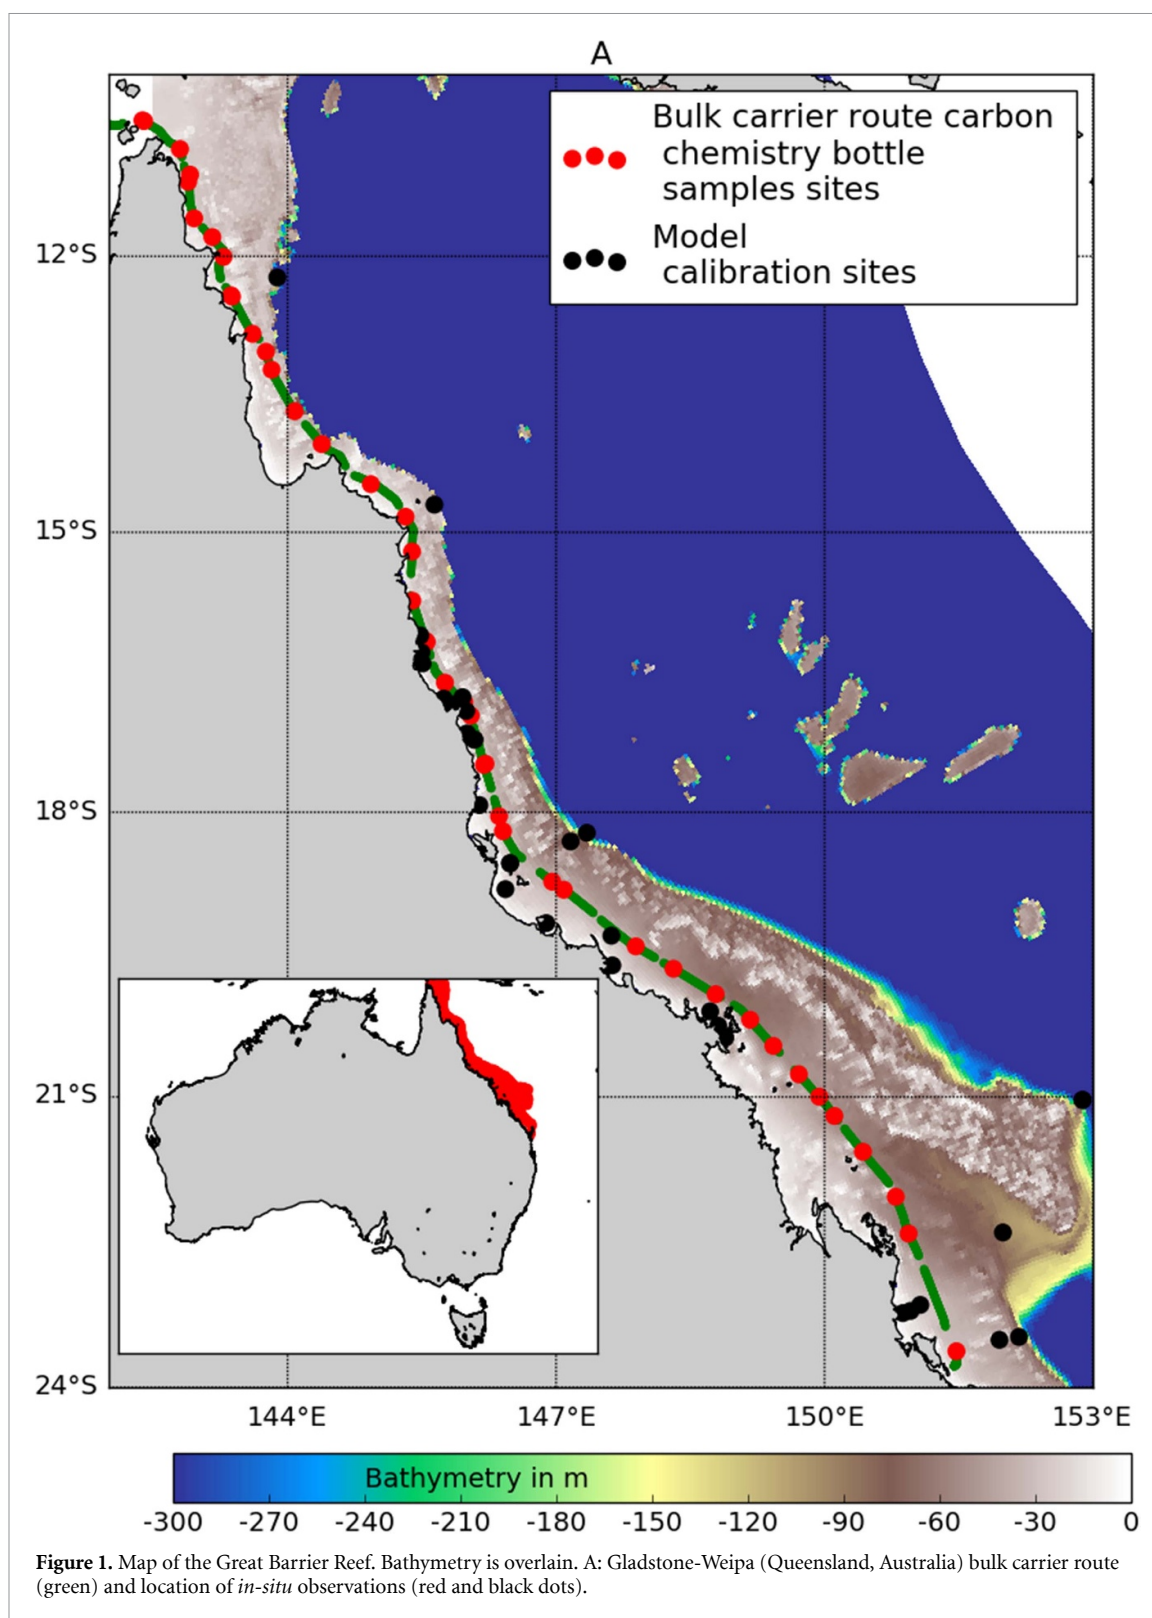 A
Bulk carrier route carbon
chemistry bottle
samples sites
Model
calibration sites
12°S
15°S
18°S
21°S
24°S
144°E
147°E
150°E
153°E
Bathymetry in m
-300
-270
-240
-210
-180
-150
-120
-90
-60
-30
0
Figure 1. Map of the Great Barrier Reef. Bathymetry is overlain. A: Gladstone-Weipa (Queensland, Australia) bulk carrier route
(green) and location of in-situ observations (red and black dots).